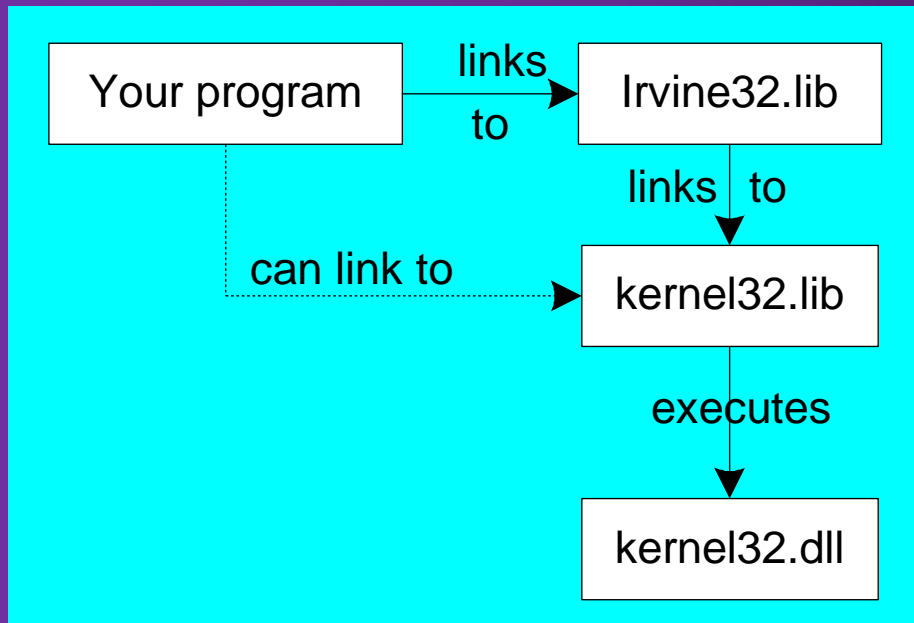 Your program
links
to
Irvine32.lib
links to
can link to
kernel32.lib
executes
kernel32.dll